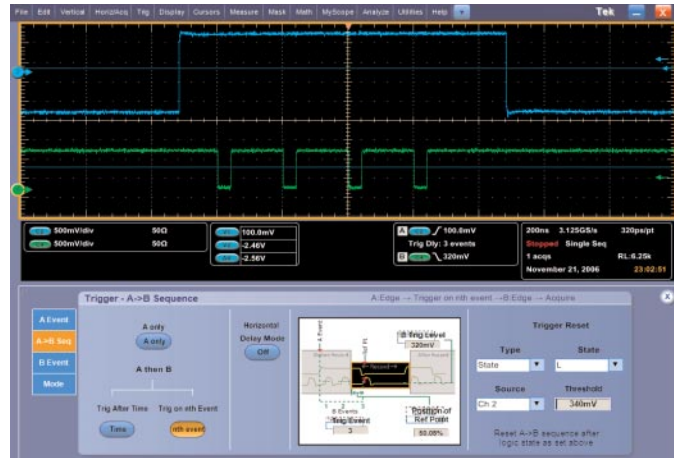 File Edit Vertical Horiz/Acq Trig Display Cursors Measure Mask Math MyScope Analyze Utilities Help Tek
500mV/div 50Ω
500mV/div 50Ω
100.0mV
-2.46V
-2.56V
A 100.0mV
Trig Dly: 3 events
B 320mV
200ns 3.125GS/s 320ps/pt
Stopped Single Seq
1 acqs RL:6.25k
November 21, 2006 23:02:51
Trigger - A->B Sequence
A:Edge → Trigger on nth event →B:Edge → Acquire
A Event
A->B Seq
B Event
Mode
A only
A only
A then B
Trig After Time Trig on nth Event
Time nth event
Horizontal
Delay Mode
Off
A Event
B Trig Level
320mV
Record
1 2 3
B Events
Trig Event
3
Position of
Ref Point
50.05%
Trigger Reset
Type State
State L
Source Threshold
Ch 2 340mV
Reset A->B sequence after
logic state as set above